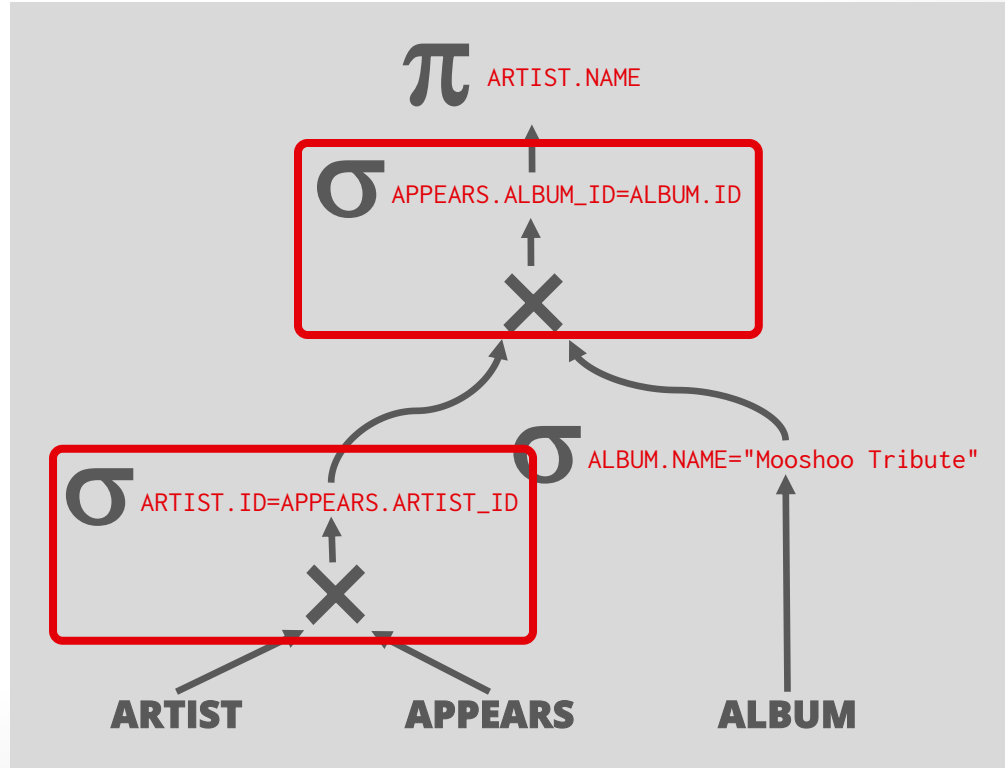 π ARTIST.NAME
σ APPEARS.ALBUM_ID=ALBUM.ID
×
σ ALBUM.NAME="Mooshoo Tribute"
σ ARTIST.ID=APPEARS.ARTIST_ID
×
ARTIST APPEARS ALBUM